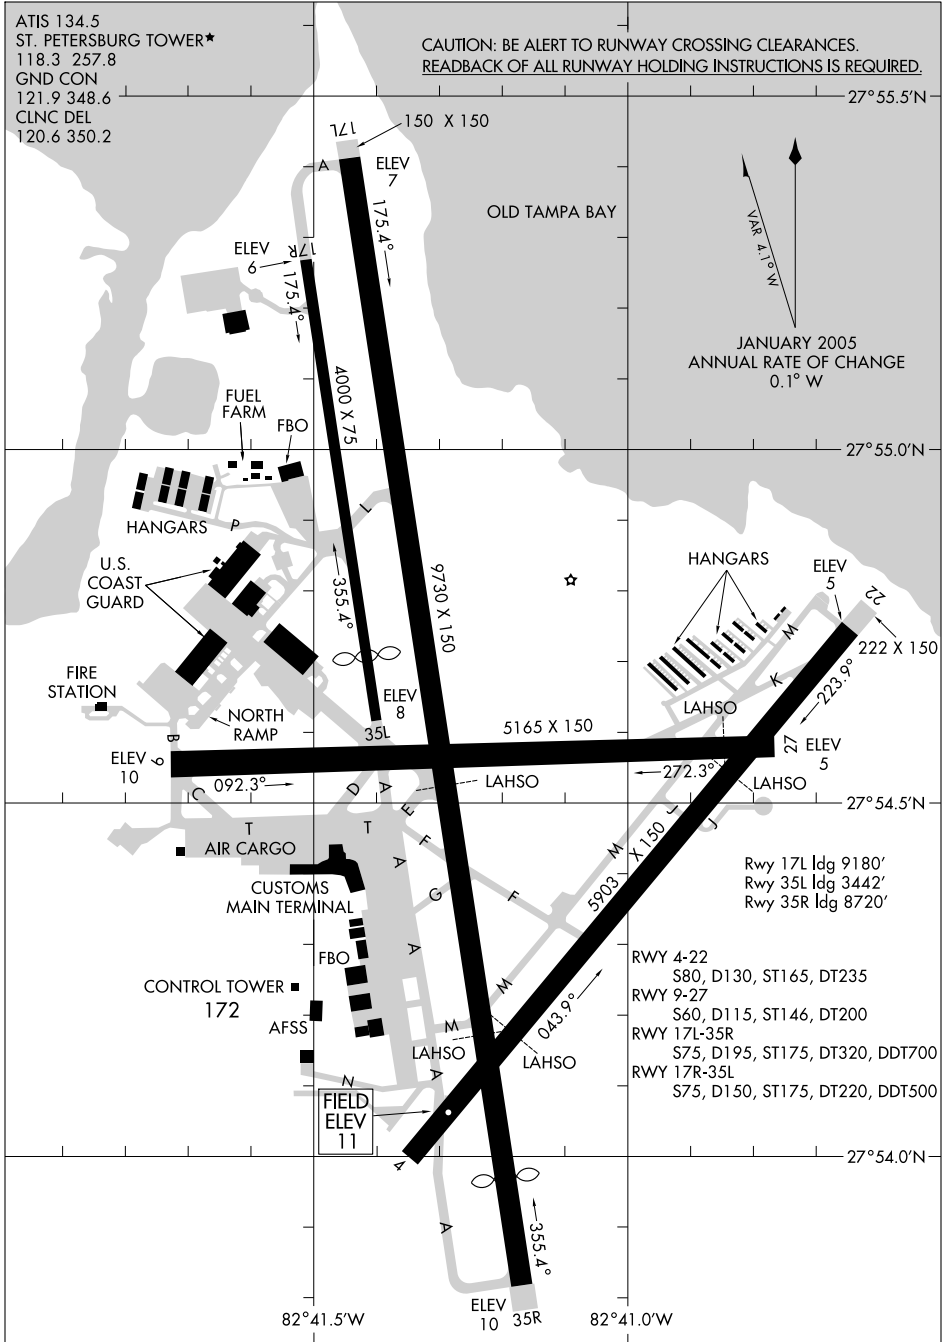 ATIS 134.5
ST. PETERSBURG TOWER★
118.3 257.8
GND CON
121.9 348.6
CLNC DEL
120.6 350.2
CAUTION: BE ALERT TO RUNWAY CROSSING CLEARANCES.
READBACK OF ALL RUNWAY HOLDING INSTRUCTIONS IS REQUIRED.
27°55.5'N
17L
150 X 150
A
ELEV
7
175.4°
OLD TAMPA BAY
VAR 4.1° W
JANUARY 2005
ANNUAL RATE OF CHANGE
0.1° W
ELEV
6
17R
175.4°
4000 X 75
FUEL
FARM
FBO
27°55.0'N
HANGARS
P
L
U.S.
COAST
GUARD
355.4°
9730 X 150
HANGARS
ELEV
5
22
222 X 150
M
K
223.9°
FIRE
STATION
NORTH
RAMP
ELEV
8
35L
5165 X 150
LAHSO
B
ELEV
10
9
092.3°
272.3°
27
ELEV
5
LAHSO
LAHSO
27°54.5'N
C
D
A
E
F
T
T
A
G
F
A
M
J
J
AIR CARGO
CUSTOMS
MAIN TERMINAL
5903 X 150
Rwy 17L ldg 9180'
Rwy 35L ldg 3442'
Rwy 35R ldg 8720'
FBO
CONTROL TOWER
172
AFSS
M
M
LAHSO
LAHSO
043.9°
RWY 4-22
S80, D130, ST165, DT235
RWY 9-27
S60, D115, ST146, DT200
RWY 17L-35R
S75, D195, ST175, DT320, DDT700
RWY 17R-35L
S75, D150, ST175, DT220, DDT500
Z
A
FIELD
ELEV
11
4
27°54.0'N
A
355.4°
ELEV
10
35R
82°41.5'W
82°41.0'W